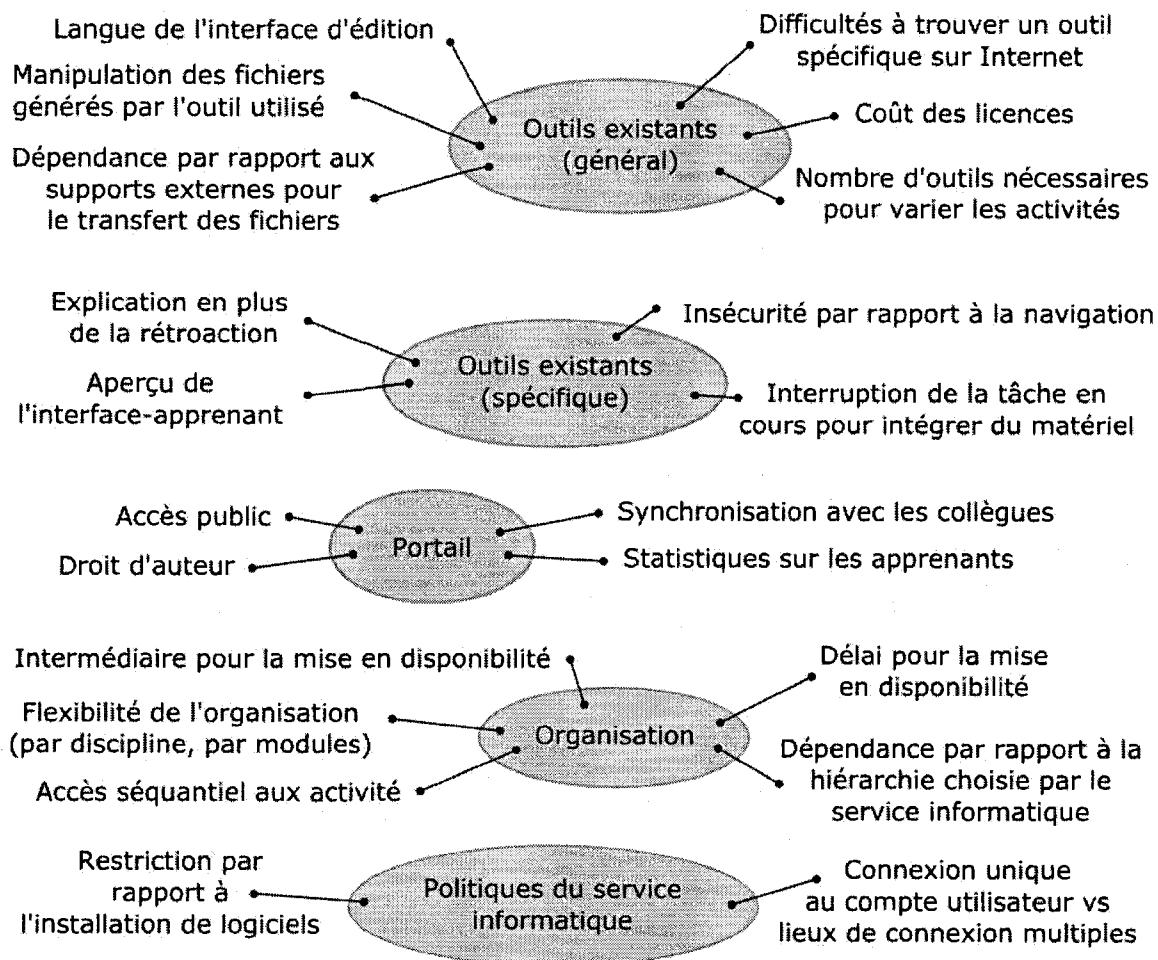 Langue de l'interface d'édition
Manipulation des fichiers
générés par l'outil utilisé
Dépendance par rapport aux
supports externes pour
le transfert des fichiers
Outils existants
(général)
Difficultés à trouver un outil
spécifique sur Internet
Coût des licences
Nombre d'outils nécessaires
pour varier les activités
Explication en plus
de la rétroaction
Aperçu de
l'interface-apprenant
Outils existants
(spécifique)
Insécurité par rapport à la navigation
Interruption de la tâche en
cours pour intégrer du matériel
Accès public
Droit d'auteur
Portail
Synchronisation avec les collègues
Statistiques sur les apprenants
Intermédiaire pour la mise en disponibilité
Flexibilité de l'organisation
(par discipline, par modules)
Accès séquantiel aux activité
Organisation
Délai pour la mise
en disponibilité
Dépendance par rapport à la
hiérarchie choisie par le
service informatique
Restriction par
rapport à
l'installation de logiciels
Politiques du service
informatique
Connexion unique
au compte utilisateur vs
lieux de connexion multiples